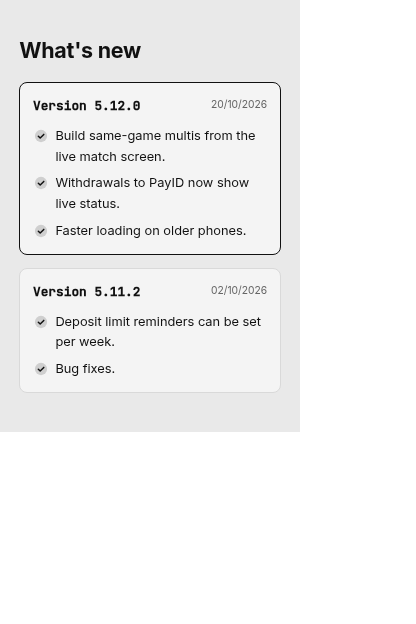 What's new
Version 5.12.0 20/10/2026
Build same-game multis from the
live match screen.
Withdrawals to PayID now show
live status.
Faster loading on older phones.
Version 5.11.2 02/10/2026
Deposit limit reminders can be set
per week.
Bug fixes.